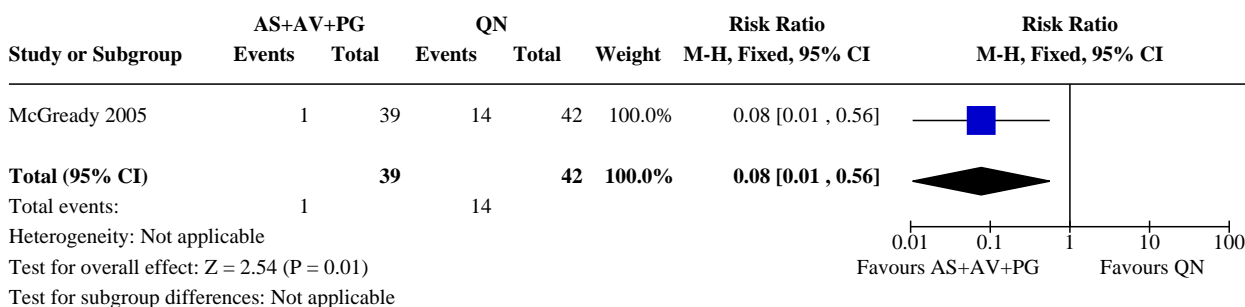 AS+AV+PG QN Risk Ratio Risk Ratio
Study or Subgroup Events Total Events Total Weight M-H, Fixed, 95% CI M-H, Fixed, 95% CI
McGready 2005 1 39 14 42 100.0% 0.08 [0.01 , 0.56]
Total (95% CI) 39 42 100.0% 0.08 [0.01 , 0.56]
Total events: 1 14
Heterogeneity: Not applicable
0.01 0.1 1 10 100
Test for overall effect: Z = 2.54 (P = 0.01)
Favours AS+AV+PG Favours QN
Test for subgroup differences: Not applicable